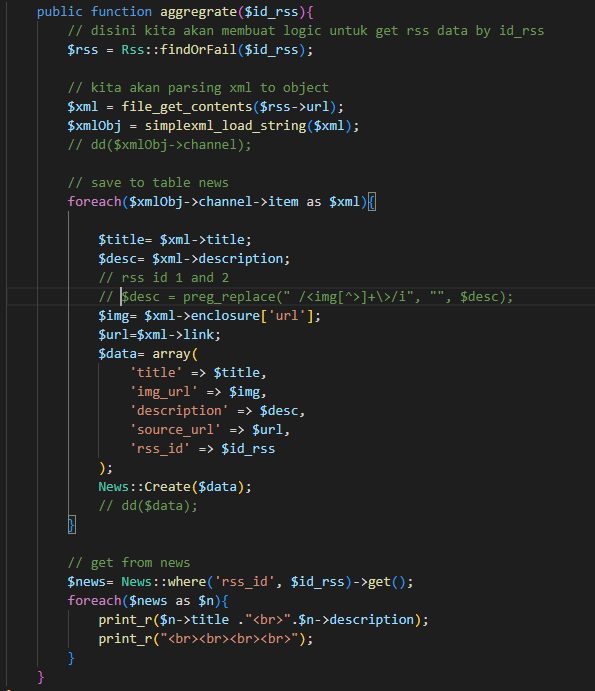 public function aggregrate($id_rss){
// disini kita akan membuat logic untuk get rss data by id_rss
$rss = Rss::findOrFail($id_rss);
// kita akan parsing xml to object
$xml = file_get_contents($rss->url);
$xmlObj = simplexml_load_string($xml);
// dd($xmlObj->channel);
// save to table news
foreach($xmlObj->channel->item as $xml){
$title= $xml->title;
$desc= $xml->description;
// rss id 1 and 2
// $desc = preg_replace(" /<img[^>]+\>/i", "", $desc);
$img= $xml->enclosure['url'];
$url=$xml->link;
$data= array(
'title' => $title,
'img_url' => $img,
'description' => $desc,
'source_url' => $url,
'rss_id' => $id_rss
);
News::Create($data);
// dd($data);
}
// get from news
$news= News::where('rss_id', $id_rss)->get();
foreach($news as $n){
print_r($n->title ."<br>".$n->description);
print_r("<br><br><br><br>");
}
}